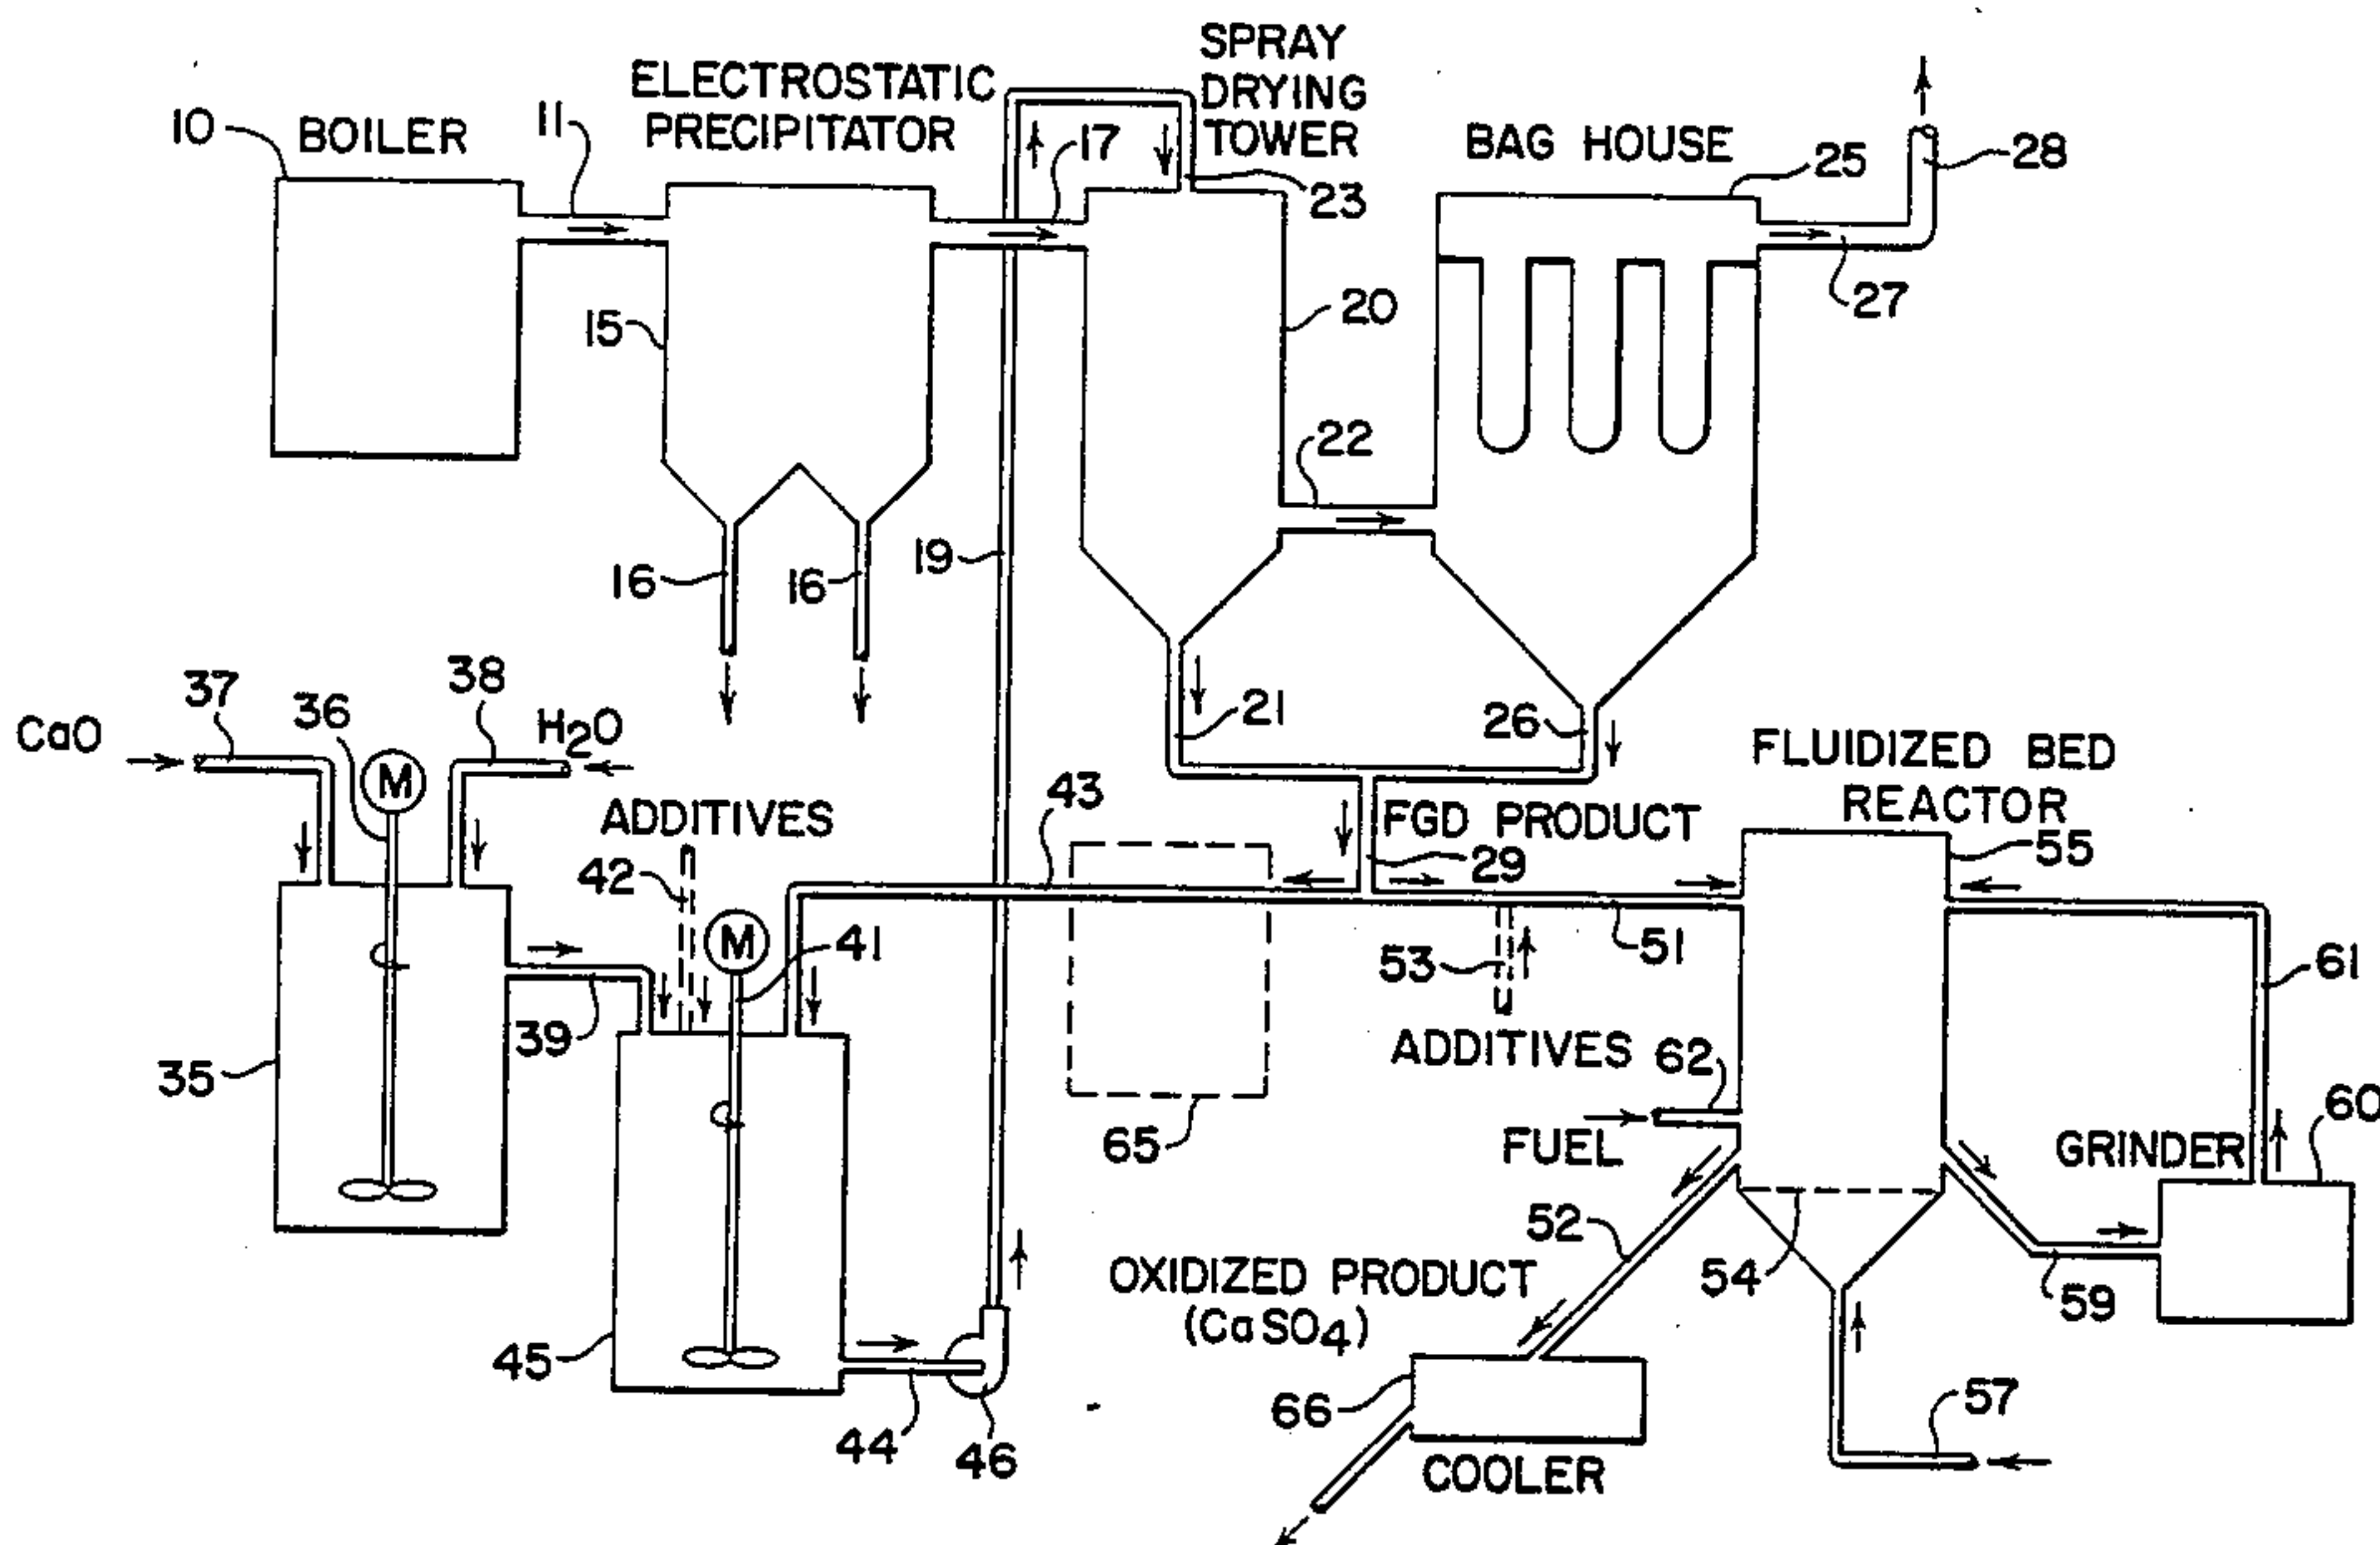 SPRAY
DRYING
TOWER
ELECTROSTATIC
PRECIPITATOR
BOILER
BAG HOUSE
10
11
17
23
25
28
27
15
20
22
16
16
19
21
26
37
36
38
CaO
H2O
M
ADDITIVES
42
43
FGD PRODUCT
29
FLUIDIZED BED
REACTOR
55
M
41
39
35
53
51
61
ADDITIVES
62
FUEL
65
GRINDER
60
52
54
59
OXIDIZED PRODUCT
(CaSO4)
45
44
46
66
COOLER
57